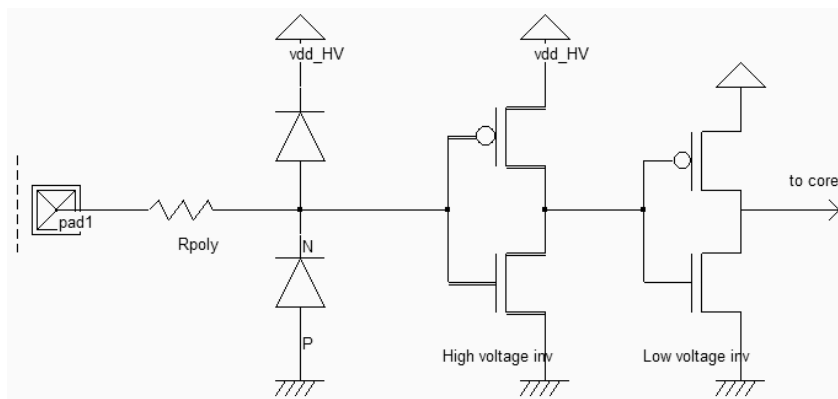 vdd_HV
vdd_HV
to core
pad1
Rpoly
N
P
High voltage inv
Low voltage inv